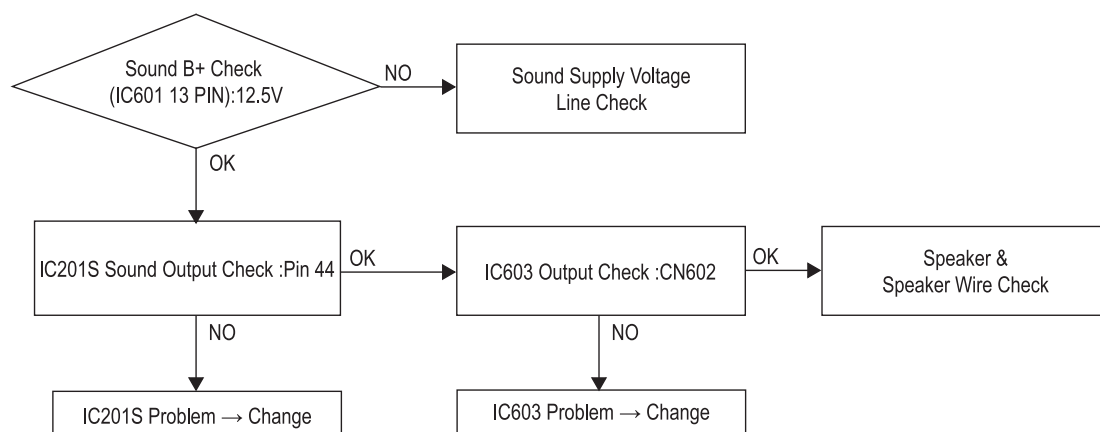 Sound B+ Check
(IC601 13 PIN):12.5V
NO
Sound Supply Voltage
Line Check
OK
IC201S Sound Output Check :Pin 44
OK
IC603 Output Check :CN602
OK
Speaker &
Speaker Wire Check
NO
NO
IC201S Problem → Change
IC603 Problem → Change